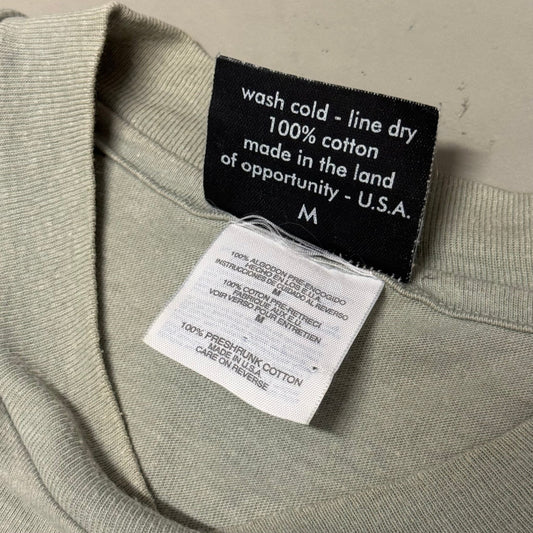 wash cold - line dry
100% cotton
made in the land
of opportunity - U.S.A.
M
100% ALGODON PRE-ENCOGIDO
HECHO EN LOS E.U.A.
INSTRUCCIONES DE CUIDADO AL REVERSO
M
100% COTON PRE-RETRECI
FABRIQUE AUX E.U.
VOIR VERSO POUR ENTRETIEN
M
100% PRESHRUNK COTTON
MADE IN U.S.A.
CARE ON REVERSE